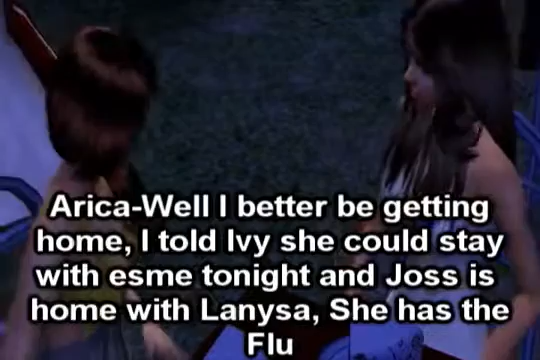 Arica-Well I better be getting
home, I told Ivy she could stay
with esme tonight and Joss is
home with Lanysa, She has the
Flu